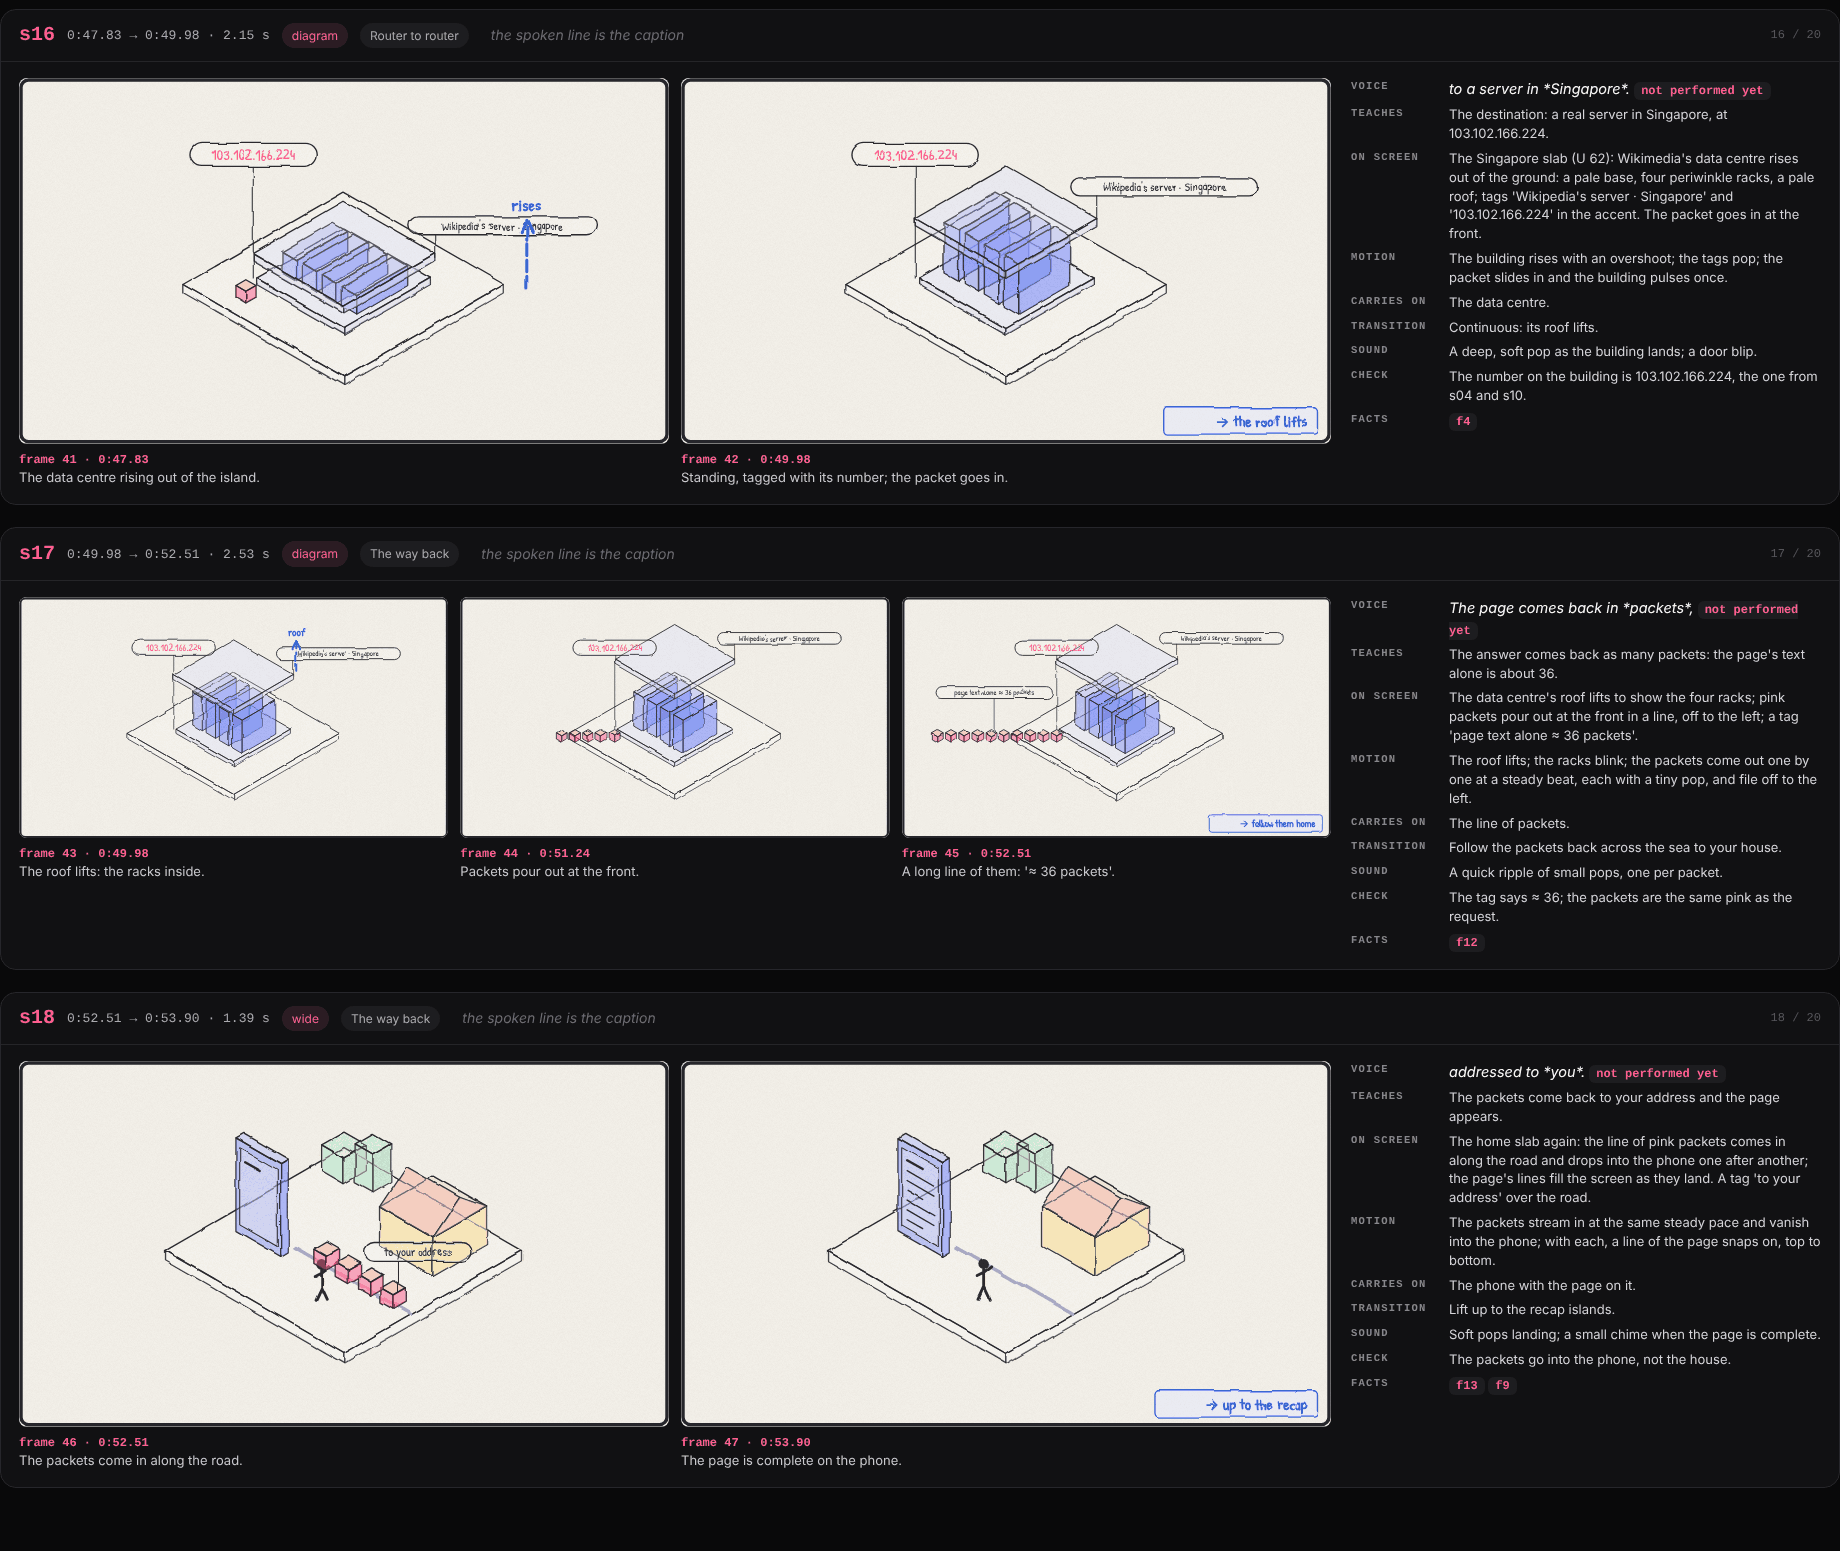 s16 0:47.83 → 0:49.98 · 2.15 s diagram Router to router the spoken line is the caption 16 / 20
103.102.166.224
rises
Wikipedia's server · Singapore
frame 41 · 0:47.83
The data centre rising out of the island.
103.102.166.224
Wikipedia's server · Singapore
→ the roof lifts
frame 42 · 0:49.98
Standing, tagged with its number; the packet goes in.
VOICE to a server in *Singapore*. not performed yet
TEACHES The destination: a real server in Singapore, at
103.102.166.224.
ON SCREEN The Singapore slab (U 62): Wikimedia's data centre rises
out of the ground: a pale base, four periwinkle racks, a pale
roof; tags 'Wikipedia's server · Singapore' and
'103.102.166.224' in the accent. The packet goes in at the
front.
MOTION The building rises with an overshoot; the tags pop; the
packet slides in and the building pulses once.
CARRIES ON The data centre.
TRANSITION Continuous: its roof lifts.
SOUND A deep, soft pop as the building lands; a door blip.
CHECK The number on the building is 103.102.166.224, the one from
s04 and s10.
FACTS f4
s17 0:49.98 → 0:52.51 · 2.53 s diagram The way back the spoken line is the caption 17 / 20
roof
103.102.166.224
Wikipedia's server · Singapore
frame 43 · 0:49.98
The roof lifts: the racks inside.
Wikipedia's server · Singapore
103.102.166.224
frame 44 · 0:51.24
Packets pour out at the front.
Wikipedia's server · Singapore
103.102.166.224
page text alone ≈ 36 packets
→ follow them home
frame 45 · 0:52.51
A long line of them: '≈ 36 packets'.
VOICE The page comes back in *packets*, not performed
yet
TEACHES The answer comes back as many packets: the page's text
alone is about 36.
ON SCREEN The data centre's roof lifts to show the four racks; pink
packets pour out at the front in a line, off to the left; a tag
'page text alone ≈ 36 packets'.
MOTION The roof lifts; the racks blink; the packets come out one by
one at a steady beat, each with a tiny pop, and file off to the
left.
CARRIES ON The line of packets.
TRANSITION Follow the packets back across the sea to your house.
SOUND A quick ripple of small pops, one per packet.
CHECK The tag says ≈ 36; the packets are the same pink as the
request.
FACTS f12
s18 0:52.51 → 0:53.90 · 1.39 s wide The way back the spoken line is the caption 18 / 20
to your address
frame 46 · 0:52.51
The packets come in along the road.
→ up to the recap
frame 47 · 0:53.90
The page is complete on the phone.
VOICE addressed to *you*. not performed yet
TEACHES The packets come back to your address and the page
appears.
ON SCREEN The home slab again: the line of pink packets comes in
along the road and drops into the phone one after another;
the page's lines fill the screen as they land. A tag 'to your
address' over the road.
MOTION The packets stream in at the same steady pace and vanish
into the phone; with each, a line of the page snaps on, top to
bottom.
CARRIES ON The phone with the page on it.
TRANSITION Lift up to the recap islands.
SOUND Soft pops landing; a small chime when the page is complete.
CHECK The packets go into the phone, not the house.
FACTS f13 f9